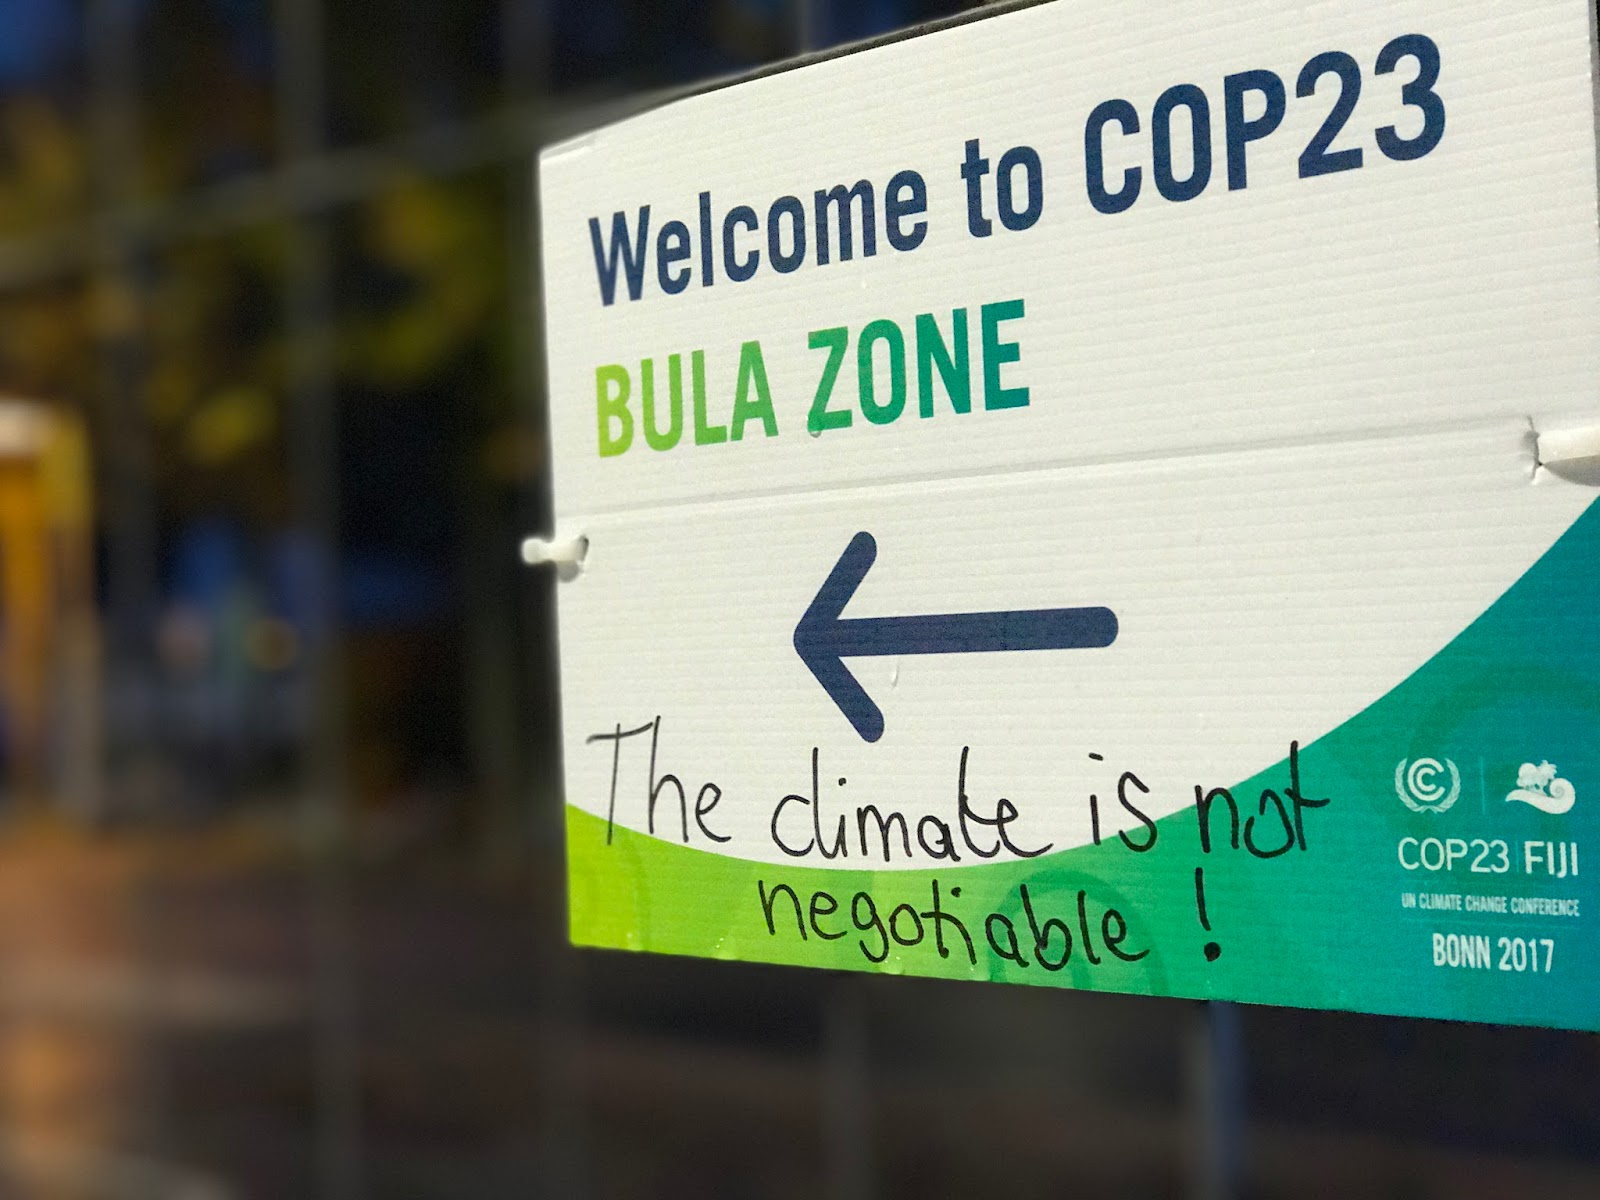 Welcome to COP23
BULA ZONE
The climate is not
negotiable !
COP23 FIJI
UN CLIMATE CHANGE CONFERENCE
BONN 2017